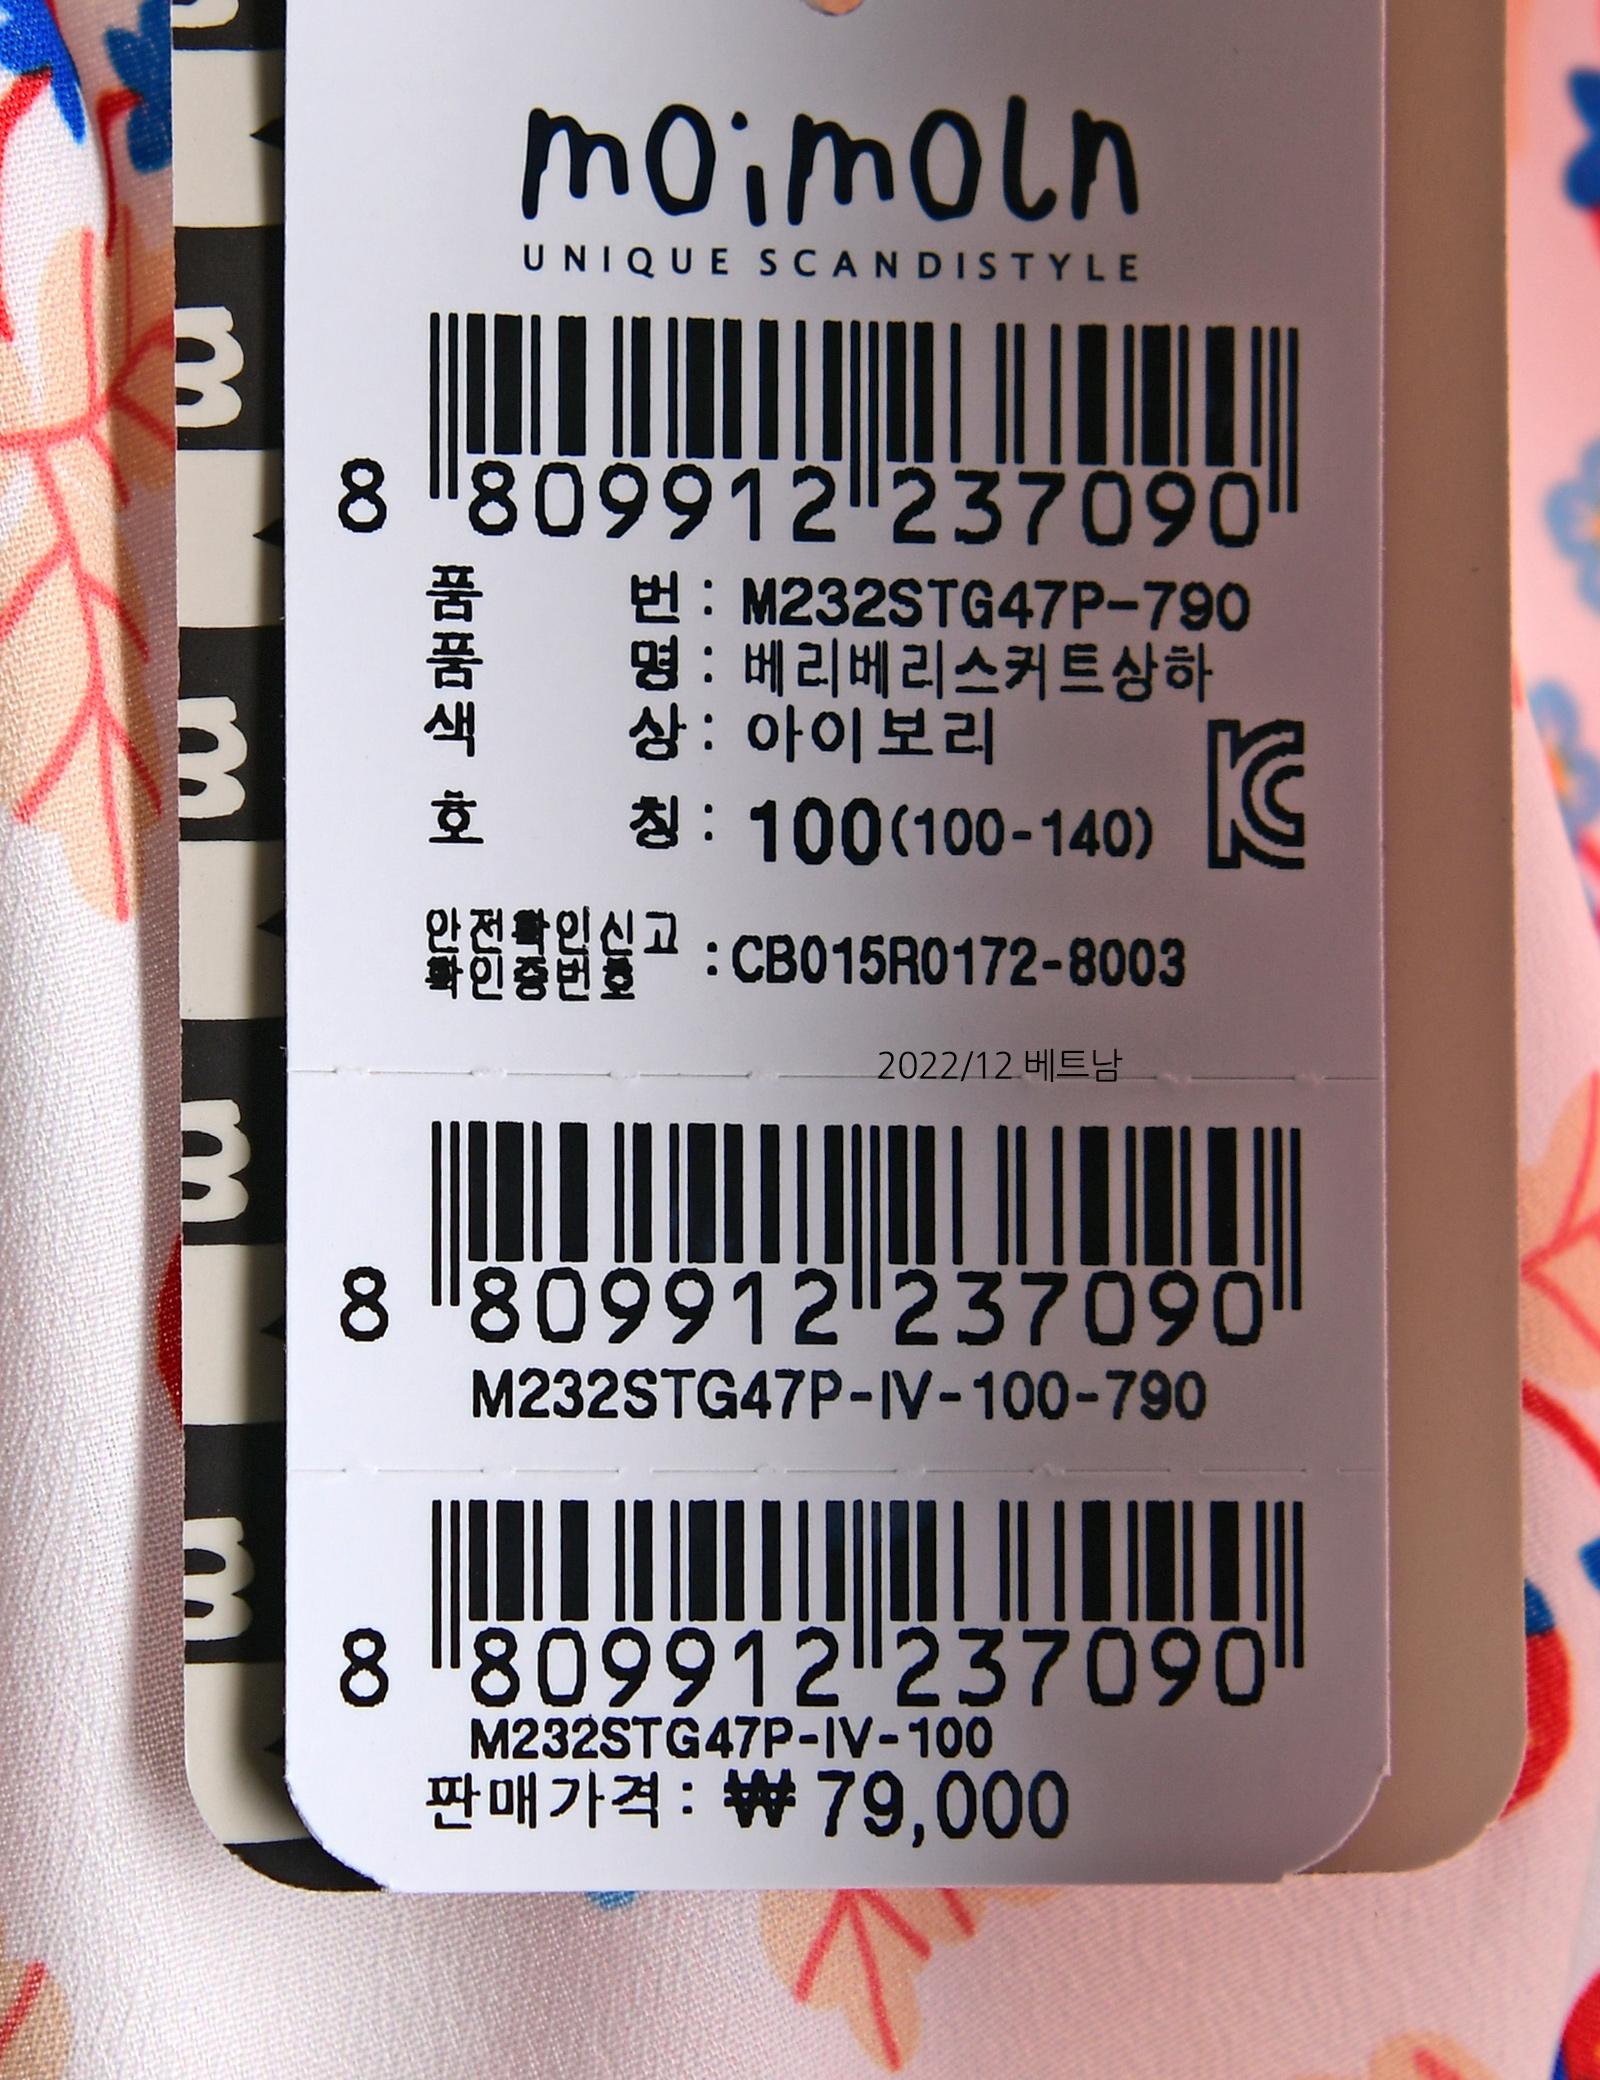 moimoln
UNIQUE SCANDISTYLE
8 809912 237090
품 번 : M232STG47P-790
품 명 : 베리베리스커트상하
색 상 : 아이보리
호 칭 : 100(100-140)
KC
안전확인신고
확인증번호 : CB015R0172-8003
2022/12 베트남
8 809912 237090
M232STG47P-IV-100-790
8 809912 237090
M232STG47P-IV-100
판매가격 : ₩ 79,000